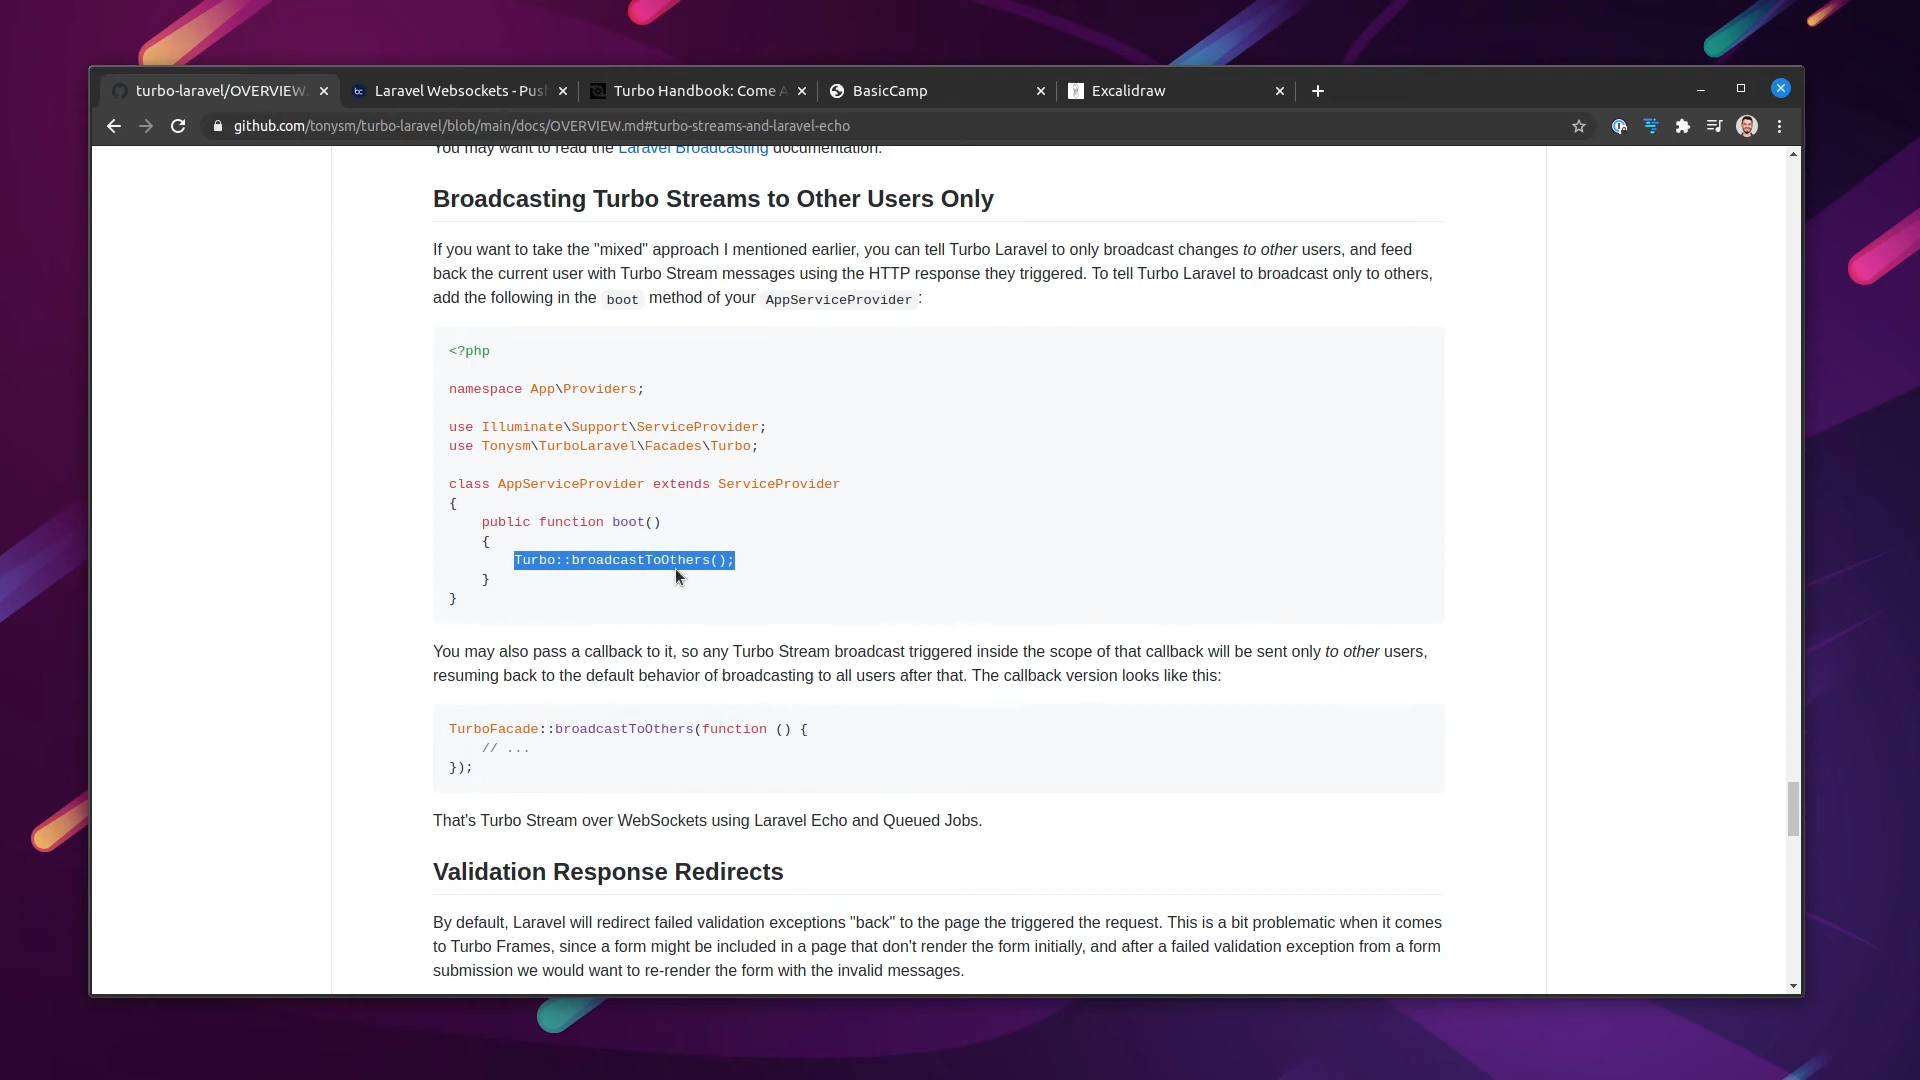 turbo-laravel/OVERVIEW.
Laravel Websockets - Pus
Turbo Handbook: Come A
BasicCamp
Excalidraw
github.com/tonysm/turbo-laravel/blob/main/docs/OVERVIEW.md#turbo-streams-and-laravel-echo
You may want to read the Laravel Broadcasting documentation.
Broadcasting Turbo Streams to Other Users Only
If you want to take the "mixed" approach I mentioned earlier, you can tell Turbo Laravel to only broadcast changes to other users, and feed
back the current user with Turbo Stream messages using the HTTP response they triggered. To tell Turbo Laravel to broadcast only to others,
add the following in the boot method of your AppServiceProvider :
<?php
namespace App\Providers;
use Illuminate\Support\ServiceProvider;
use Tonysm\TurboLaravel\Facades\Turbo;
class AppServiceProvider extends ServiceProvider
{
public function boot()
{
Turbo::broadcastToOthers();
}
}
You may also pass a callback to it, so any Turbo Stream broadcast triggered inside the scope of that callback will be sent only to other users,
resuming back to the default behavior of broadcasting to all users after that. The callback version looks like this:
TurboFacade::broadcastToOthers(function () {
// ...
});
That's Turbo Stream over WebSockets using Laravel Echo and Queued Jobs.
Validation Response Redirects
By default, Laravel will redirect failed validation exceptions "back" to the page the triggered the request. This is a bit problematic when it comes
to Turbo Frames, since a form might be included in a page that don't render the form initially, and after a failed validation exception from a form
submission we would want to re-render the form with the invalid messages.